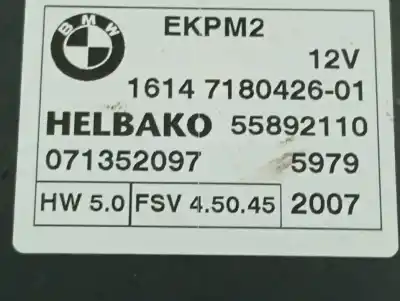 BMW EKPM2
12V
1614 7180426-01
HELBAKO 55892110
071352097 5979
HW 5.0 FSV 4.50.45 2007